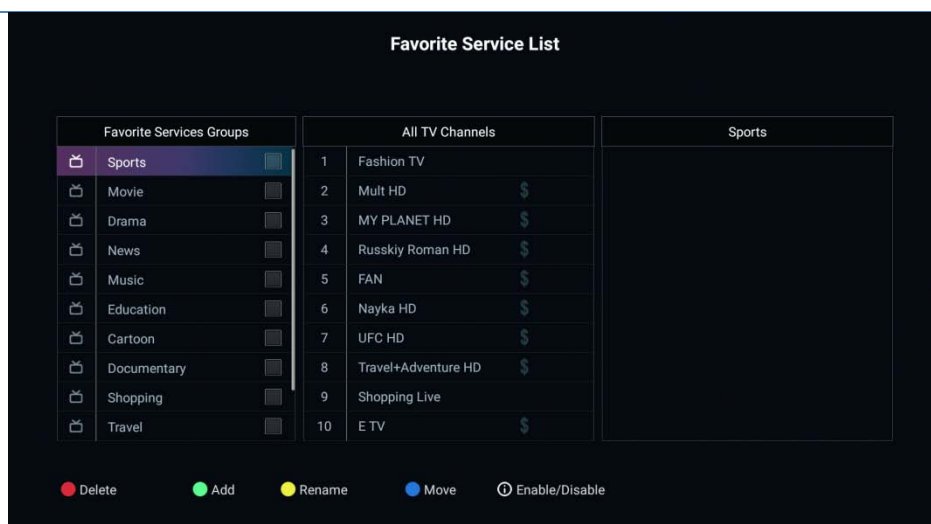 Favorite Service List
Favorite Services Groups
Sports
Movie
Drama
News
Music
Education
Cartoon
Documentary
Shopping
Travel
All TV Channels
1 Fashion TV
2 Mult HD $
3 MY PLANET HD $
4 Russkiy Roman HD $
5 FAN $
6 Nayka HD $
7 UFC HD $
8 Travel+Adventure HD $
9 Shopping Live
10 E TV $
Sports
Delete Add Rename Move Enable/Disable